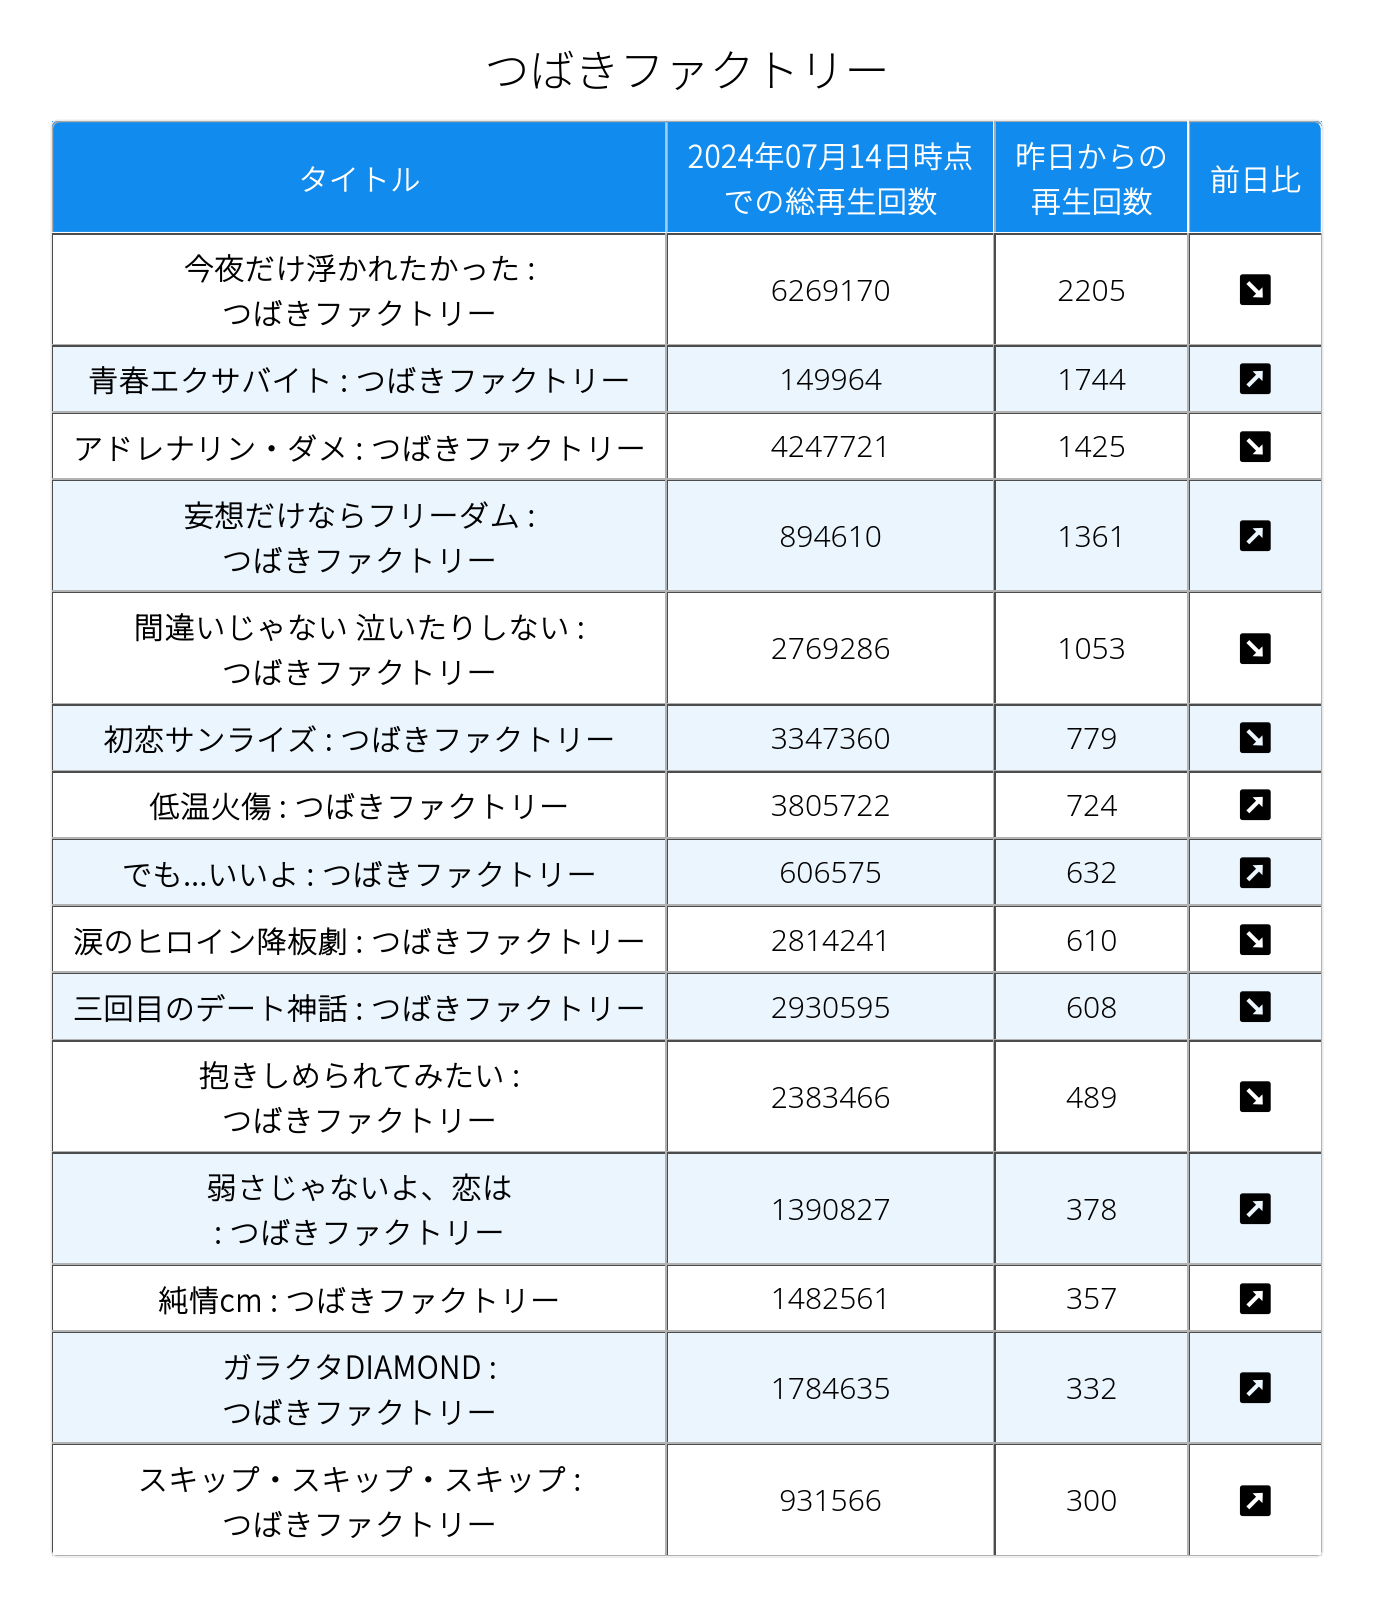 つばきファクトリー
タイトル
2024年07月14日時点
での総再生回数
昨日からの
再生回数
前日比
今夜だけ浮かれたかった :
つばきファクトリー
6269170
2205
↘
青春エクサバイト : つばきファクトリー
149964
1744
↗
アドレナリン・ダメ : つばきファクトリー
4247721
1425
↘
妄想だけならフリーダム :
つばきファクトリー
894610
1361
↗
間違いじゃない 泣いたりしない :
つばきファクトリー
2769286
1053
↘
初恋サンライズ : つばきファクトリー
3347360
779
↘
低温火傷 : つばきファクトリー
3805722
724
↗
でも...いいよ : つばきファクトリー
606575
632
↗
涙のヒロイン降板劇 : つばきファクトリー
2814241
610
↘
三回目のデート神話 : つばきファクトリー
2930595
608
↘
抱きしめられてみたい :
つばきファクトリー
2383466
489
↘
弱さじゃないよ、恋は
: つばきファクトリー
1390827
378
↗
純情cm : つばきファクトリー
1482561
357
↗
ガラクタDIAMOND :
つばきファクトリー
1784635
332
↗
スキップ・スキップ・スキップ :
つばきファクトリー
931566
300
↗